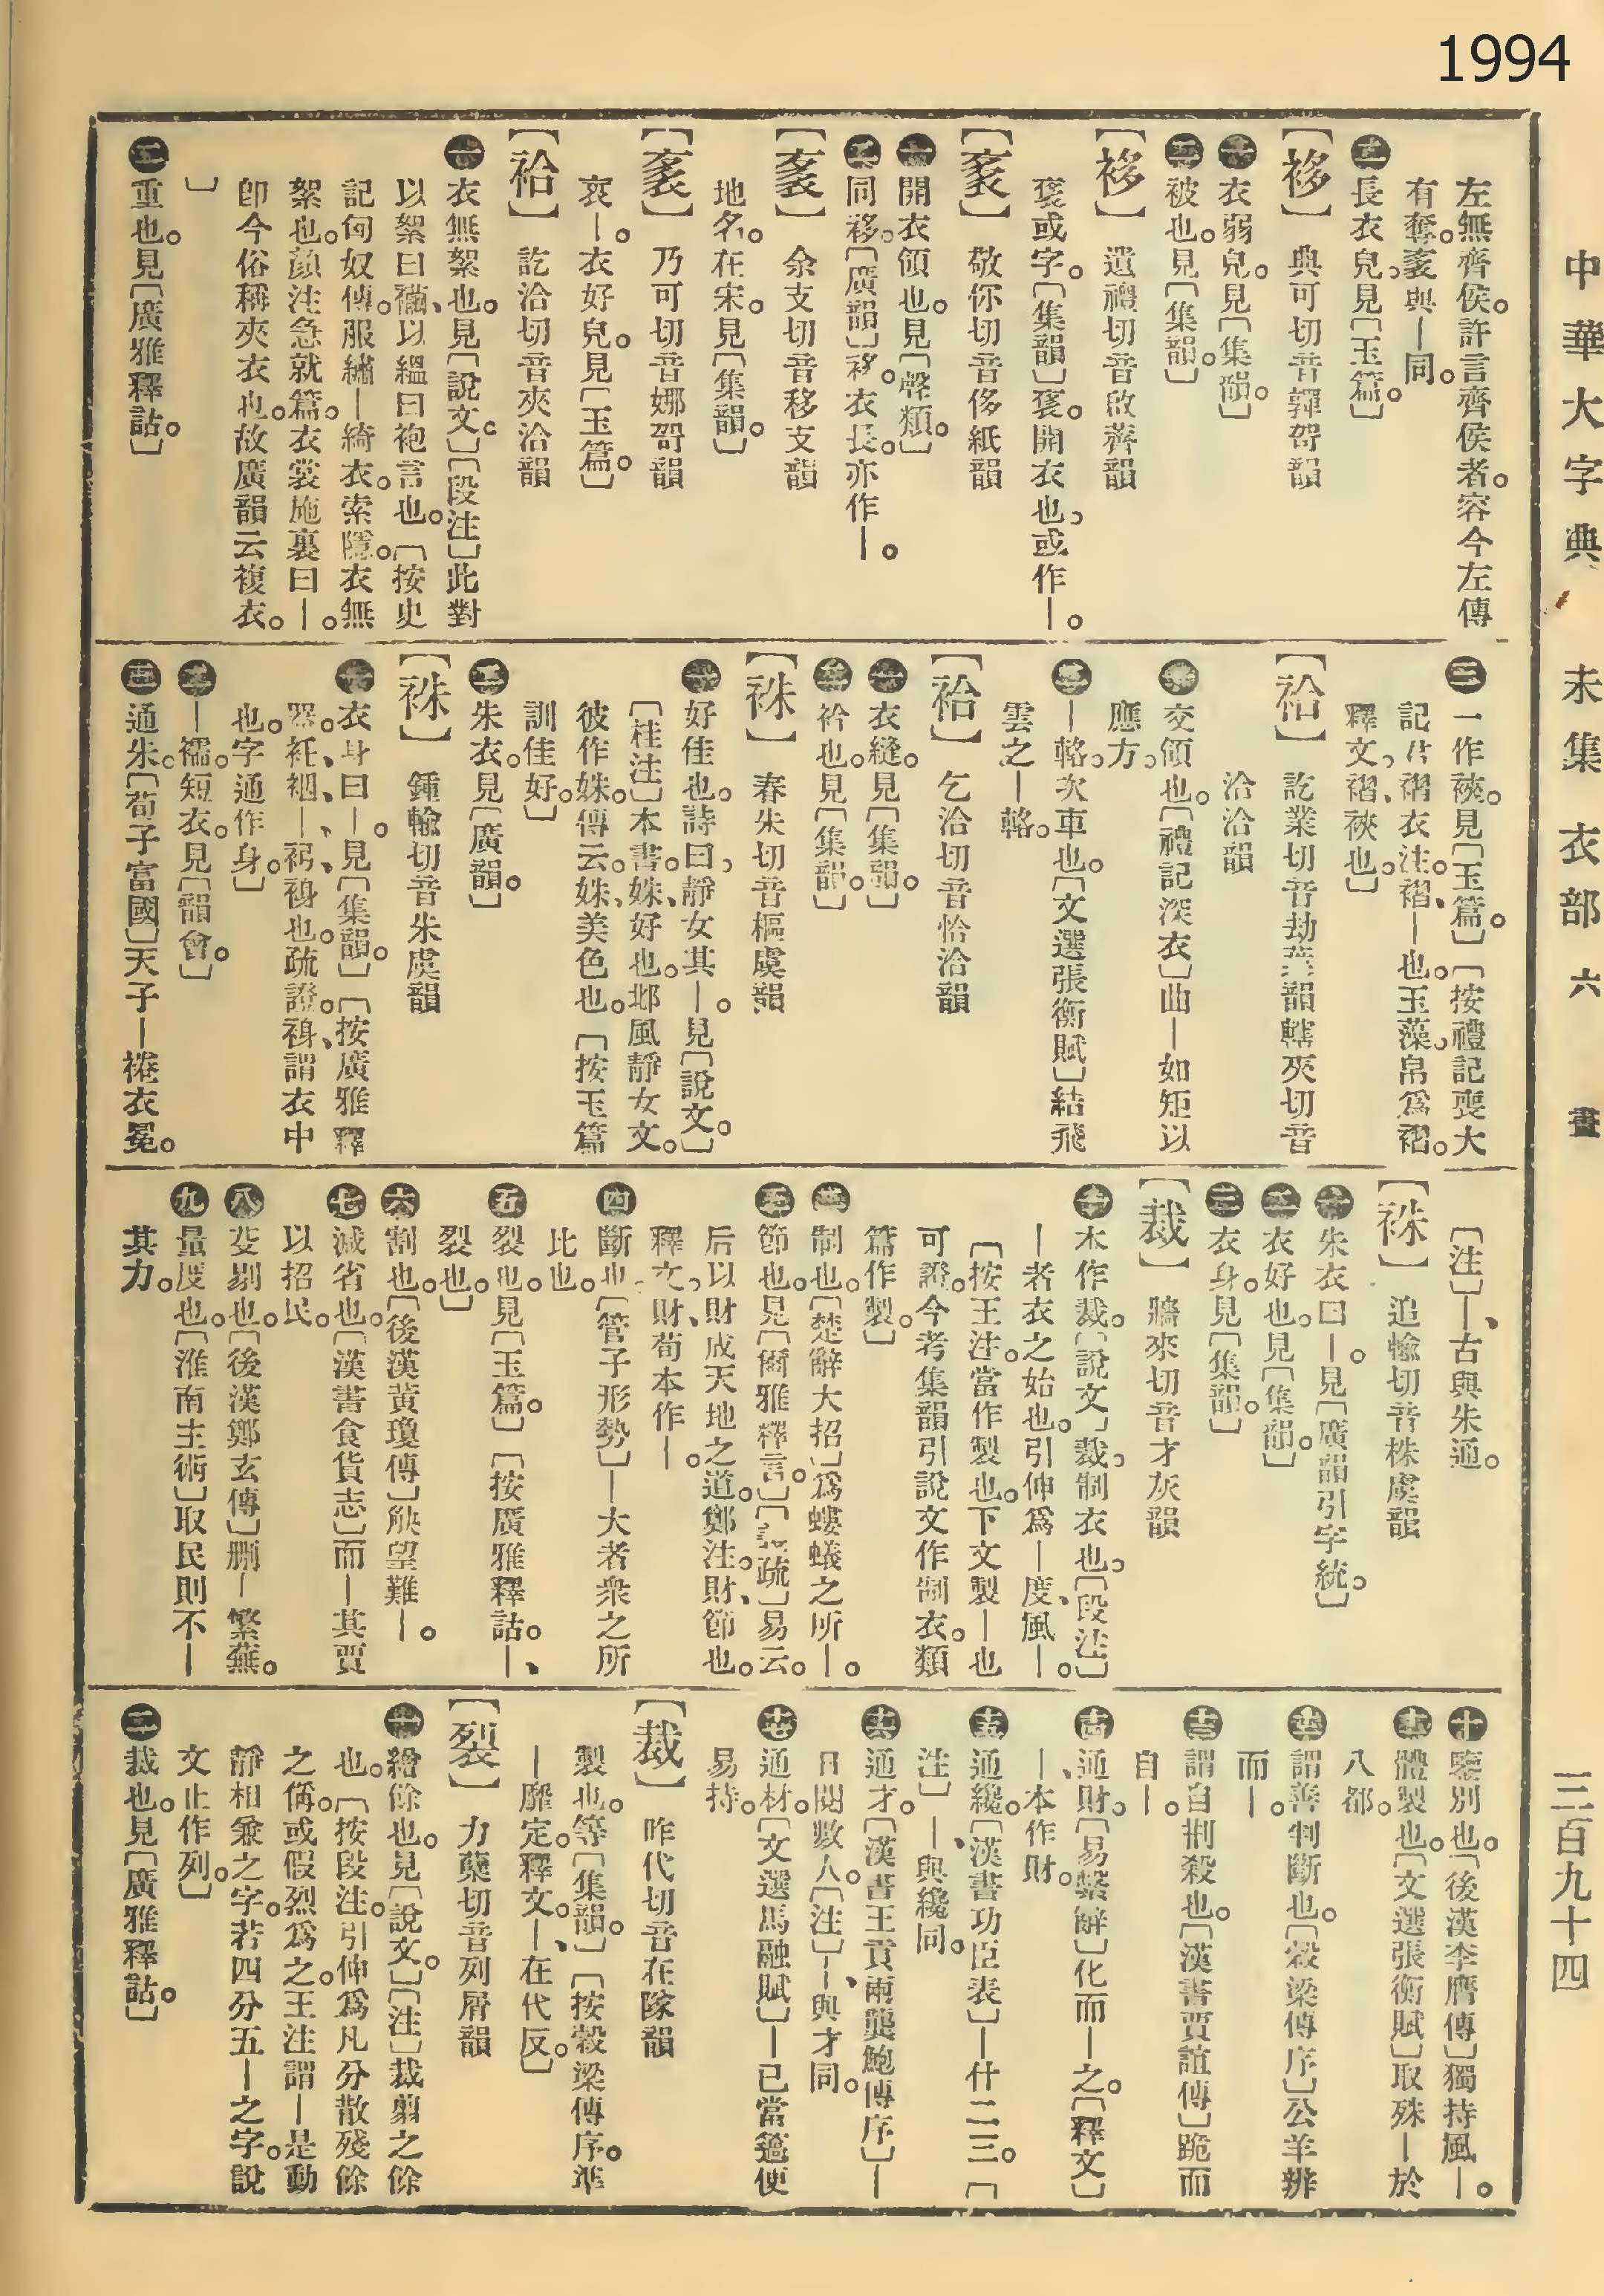 1994
中華大字典 未集 衣部 六畫 三百九十四
左無齊侯。許言齊侯者。容今左傳
有奪。袲與｜同。
長衣皃。見〔玉篇。〕
〔袳〕 典可切音嚲哿韻
㊀衣弱皃。見〔集韻。〕
㊁被也。見〔集韻。〕
〔袳〕 遣禮切音啟薺韻
袲或字。〔集韻〕袲。開衣也。或作｜。
〔袲〕 敬侈切音侈紙韻
㊀開衣領也。見〔聲類。〕
㊁同袳。〔廣韻〕袳。衣長。亦作｜。
〔袲〕 余支切音移支韻
地名。在宋。見〔集韻。〕
〔袲〕 乃可切音娜哿韻
哀｜。衣好皃。見〔玉篇。〕
〔袷〕 訖洽切音夾洽韻
㊀衣無絮也。見〔說文。〕〔段注〕此對
以絮曰襺、以縕曰袍言也。〔按史
記匈奴傳。服繡｜綺衣。索隱。衣無
絮也。顏注急就篇。衣裳施裏曰｜。
卽今俗稱夾衣也。故廣韻云複衣。
〕
㊁重也。見〔廣雅釋詁。〕
㊂一作裌。見〔玉篇。〕〔按禮記喪大
記君褶衣。注。褶、｜也。玉藻。帛爲褶。
釋文。褶、裌也。〕
〔袷〕 訖業切音劫葉韻轄夾切音
洽洽韻
㊀交領也。〔禮記深衣〕曲｜如矩以
應方。
㊁｜輅。次車也。〔文選張衡賦〕結飛
雲之｜輅。
〔袷〕 乞洽切音恰洽韻
㊀衣縫。見〔集韻。〕
㊁衿也。見〔集韻。〕
〔袾〕 春朱切音樞虞韻
㊀好佳也。詩曰。靜女其｜。見〔說文。〕
〔桂注〕本書。姝、好也。邶風靜女文。
彼作姝。傳云。姝、美色也。〔按玉篇
訓佳好。〕
㊁朱衣。見〔廣韻。〕
〔袾〕 鍾輸切音朱虞韻
㊀衣身曰｜。見〔集韻。〕〔按廣雅釋
器。衦、裀、｜、裑也。疏證。裑、謂衣中
也。字通作身。〕
㊁｜襦。短衣。見〔韻會。〕
㊂通朱。〔荀子富國〕天子｜裷衣冕。
〔注〕｜、古與朱通。
〔袾〕 追輸切音株虞韻
㊀朱衣曰｜。見〔廣韻引字統。〕
㊁衣好也。見〔集韻。〕
㊂衣身。見〔集韻。〕
〔裁〕 牆來切音才灰韻
㊀本作𢦏。〔說文〕裁。制衣也。〔段注〕
｜者衣之始也。引伸爲｜度、風｜。
〔按王注。當作製也。下文製｜也
可證。今考集韻引說文作制衣。類
篇作製。〕
㊁制也。〔楚辭大招〕爲螻蟻之所｜。
㊂節也。見〔爾雅釋言。〕〔義疏〕易云。
后以財成天地之道。鄭注。財、節也。
釋文。財、荀本作｜。
㊃斷也。〔管子形勢〕｜大者衆之所
比也。
㊄裂也。見〔玉篇。〕〔按廣雅釋詁。｜、
裂也。〕
㊅割也。〔後漢黃瓊傳〕觖望難｜。
㊆減省也。〔漢書食貨志〕而｜其賈
以招民。
㊇芟剔也。〔後漢鄭玄傳〕刪｜繁蕪。
㊈量度也。〔淮南主術〕取民則不｜
其力。
㊉鑒別也。〔後漢李膺傳〕獨持風｜。
體製也。〔文選張衡賦〕取殊｜於
八都。
謂善判斷也。〔穀梁傳序〕公羊辨
而｜。
謂自刑殺也。〔漢書賈誼傳〕跪而
自｜。
通財。〔易繫辭〕化而｜之。〔釋文〕
｜、本作財。
通纔。〔漢書功臣表〕｜什二三。〔
注〕｜、與纔同。
通才。〔漢書王貢兩龔鮑傳序〕｜
日閱數人。〔注〕｜、與才同。
通材。〔文選馬融賦〕｜已當簻便
易持。
〔裁〕 昨代切音在隊韻
製也。等〔集韻。〕〔按穀梁傳序。準
｜靡定。釋文。｜、在代反。〕
〔裂〕 力蘖切音列屑韻
㊀繒餘也。見〔說文。〕〔注〕裁剪之餘
也。〔按段注。引伸爲凡分散殘餘
之偁。或假烈爲之。王注謂｜是動
靜相兼之字。若四分五｜之字。說
文止作列。〕
㊁裁也。見〔廣雅釋詁。〕